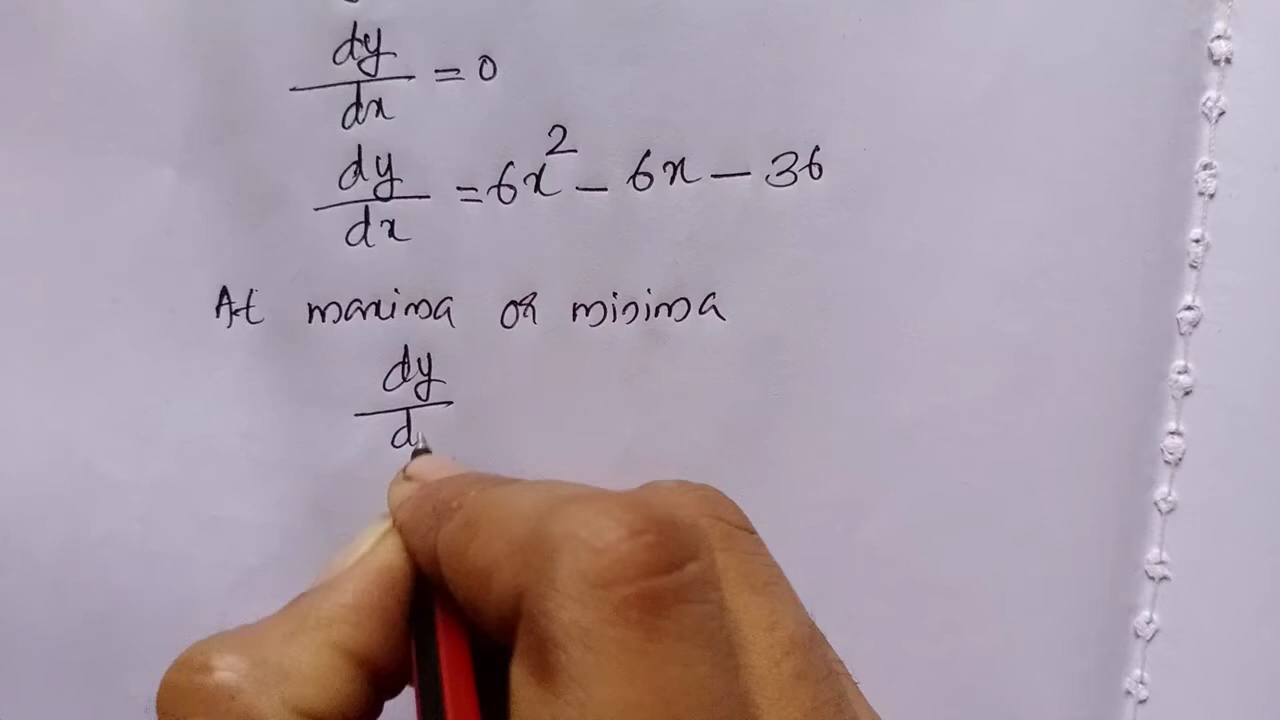 dy/dx = 0
dy/dx = 6x² - 6x - 36
At maxima or minima
dy/d